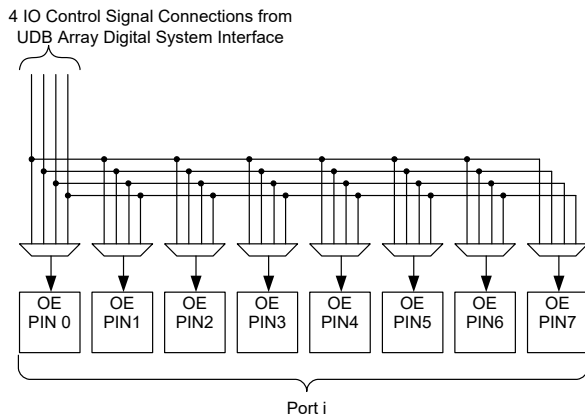 4 IO Control Signal Connections from
UDB Array Digital System Interface
OE
PIN 0
OE
PIN1
OE
PIN2
OE
PIN3
OE
PIN4
OE
PIN5
OE
PIN6
OE
PIN7
Port i